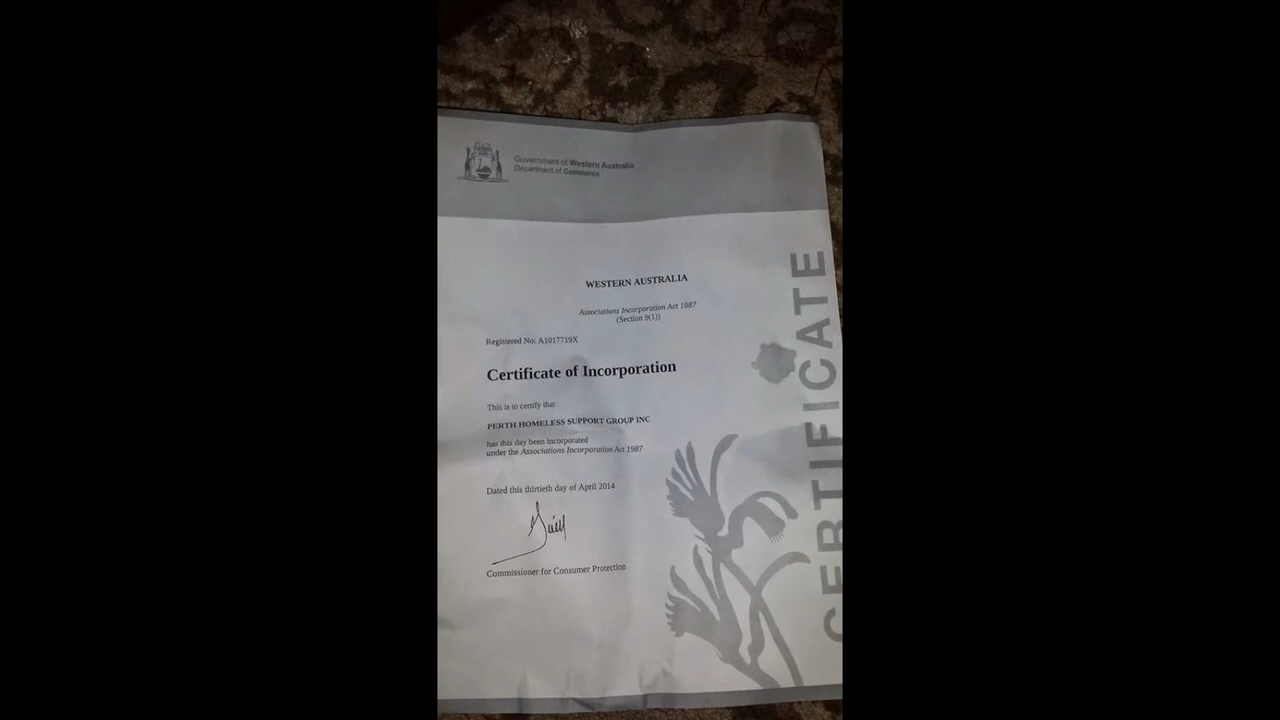 Government of Western Australia
Department of Commerce
WESTERN AUSTRALIA
Associations Incorporation Act 1987
(Section 9(1))
Registered No: A1017719X
Certificate of Incorporation
This is to certify that
PERTH HOMELESS SUPPORT GROUP INC
has this day been incorporated
under the Associations Incorporation Act 1987
Dated this thirtieth day of April 2014
Commissioner for Consumer Protection
CERTIFICATE